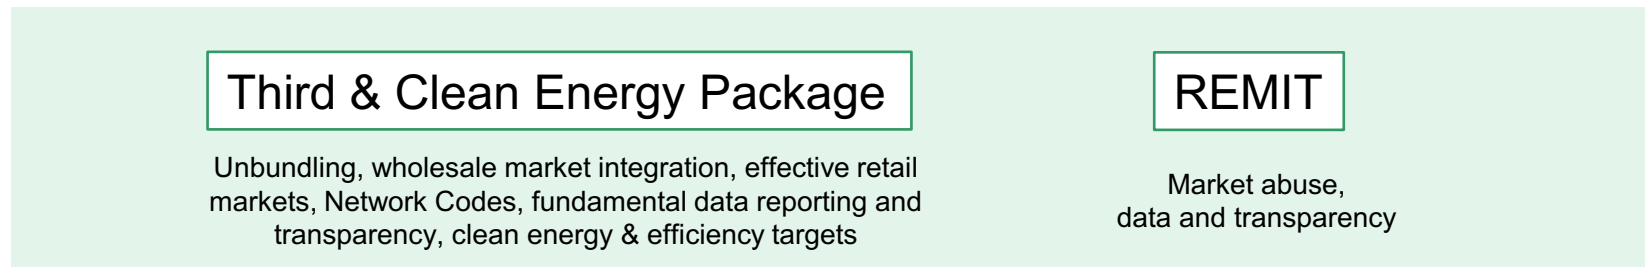 Third & Clean Energy Package
Unbundling, wholesale market integration, effective retail
markets, Network Codes, fundamental data reporting and
transparency, clean energy & efficiency targets
REMIT
Market abuse,
data and transparency